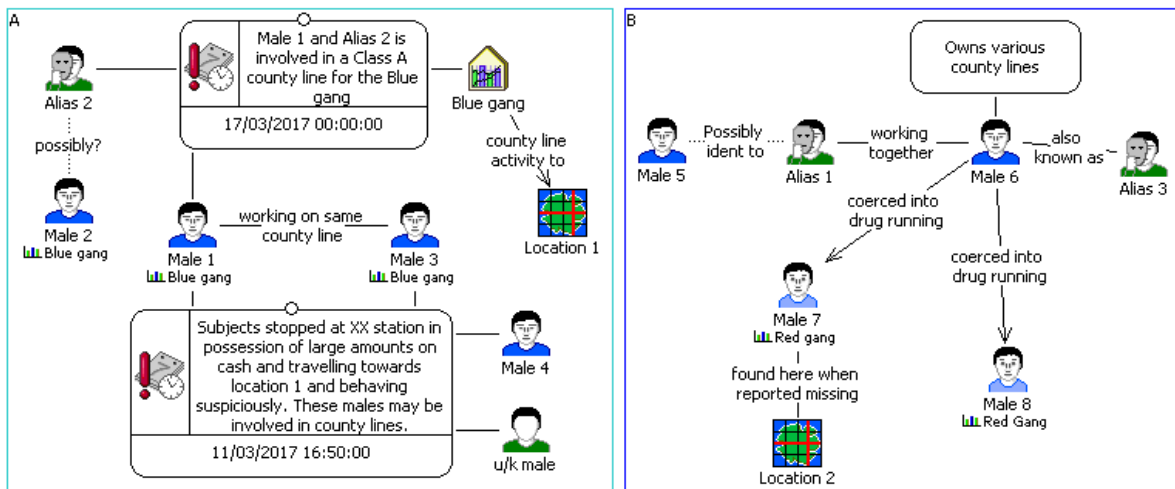 A
Male 1 and Alias 2 is
involved in a Class A
county line for the Blue
gang
17/03/2017 00:00:00
Alias 2
Blue gang
possibly?
county line
activity to
Male 2
Blue gang
Male 1
Blue gang
working on same
county line
Male 3
Blue gang
Location 1
Subjects stopped at XX station in
possession of large amounts on
cash and travelling towards
location 1 and behaving
suspiciously. These males may be
involved in county lines.
11/03/2017 16:50:00
Male 4
u/k male
B
Owns various
county lines
Male 5
Possibly
ident to
Alias 1
working
together
Male 6
also
known as
Alias 3
coerced into
drug running
coerced into
drug running
Male 7
Red gang
found here when
reported missing
Location 2
Male 8
Red Gang